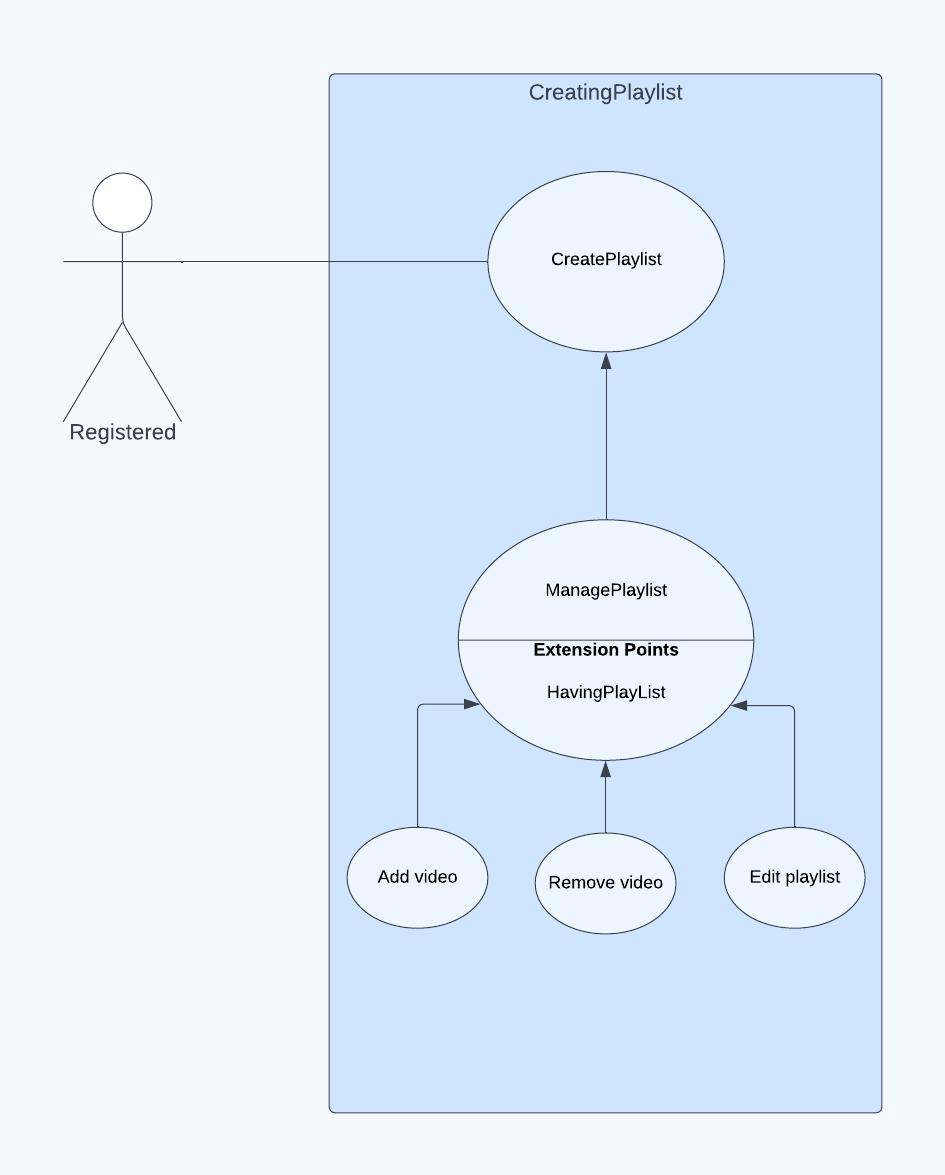 CreatingPlaylist
CreatePlaylist
Registered
ManagePlaylist
Extension Points
HavingPlayList
Add video
Remove video
Edit playlist